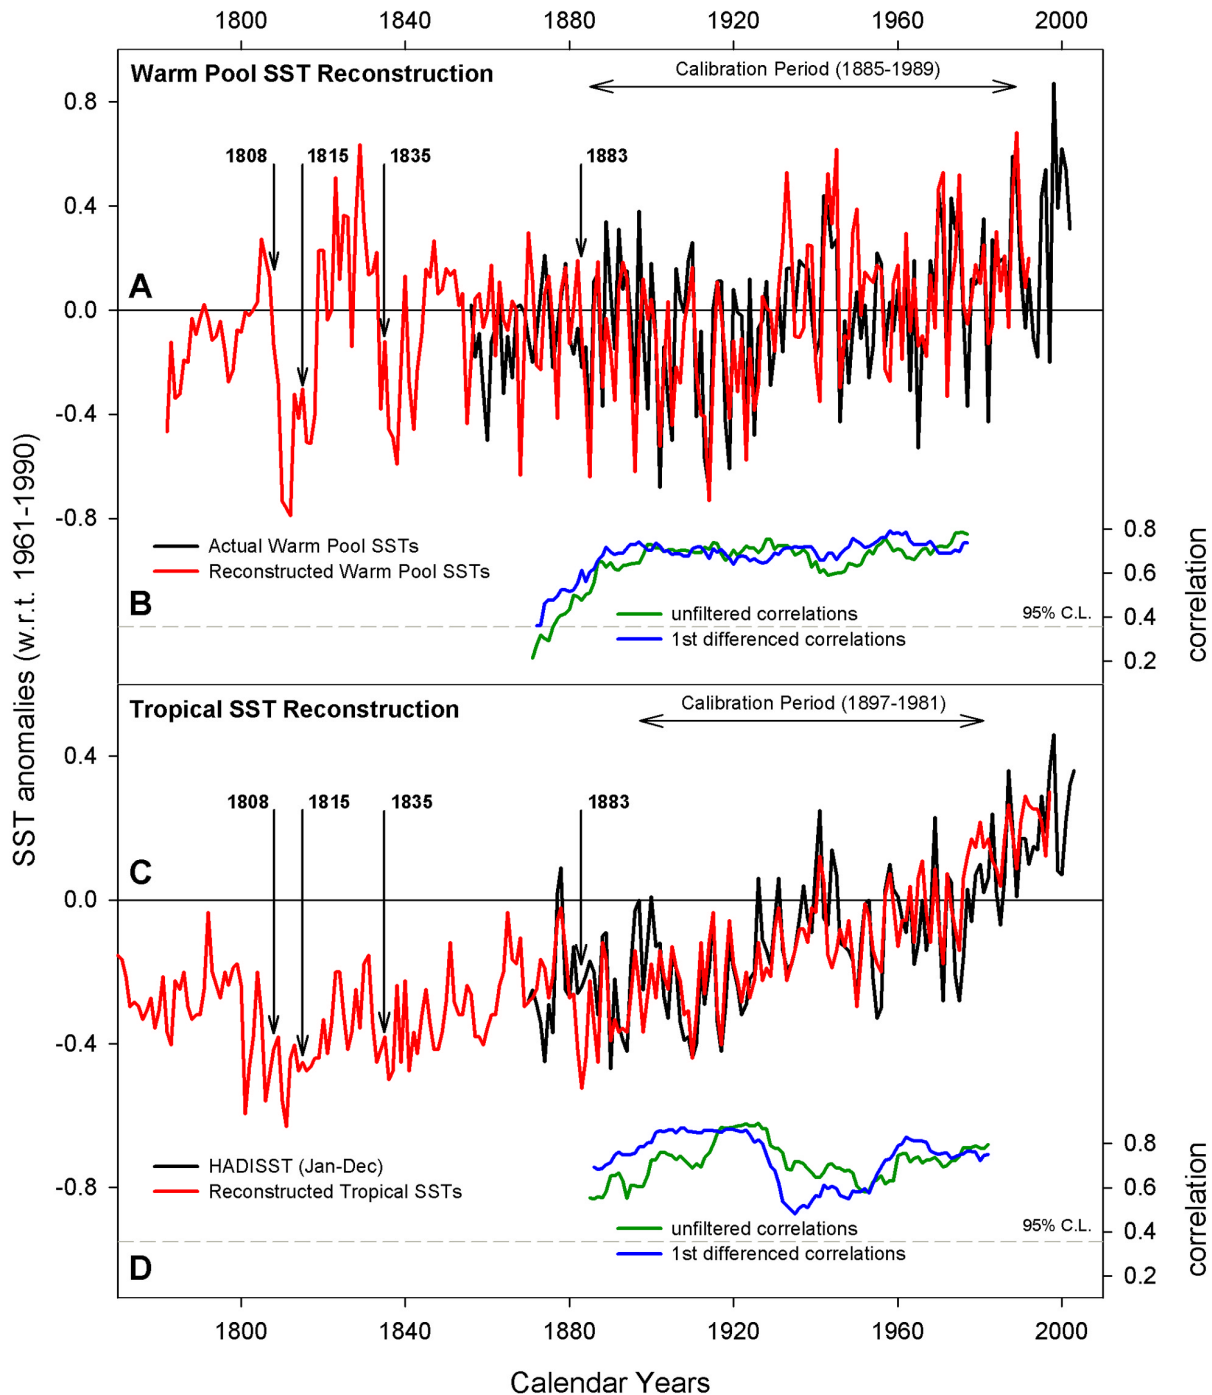 1800 1840 1880 1920 1960 2000
Warm Pool SST Reconstruction
Calibration Period (1885-1989)
0.8
1808 1815 1835 1883
0.4
A
0.0
-0.4
-0.8
0.8
Actual Warm Pool SSTs
Reconstructed Warm Pool SSTs
0.6
B
unfiltered correlations
95% C.L.
0.4
1st differenced correlations
0.2
correlation
SST anomalies (w.r.t. 1961-1990)
Tropical SST Reconstruction
Calibration Period (1897-1981)
0.4
1808 1815 1835 1883
C
0.0
-0.4
0.8
HADISST (Jan-Dec)
Reconstructed Tropical SSTs
-0.8
0.6
unfiltered correlations
95% C.L.
0.4
1st differenced correlations
D
0.2
correlation
1800 1840 1880 1920 1960 2000
Calendar Years